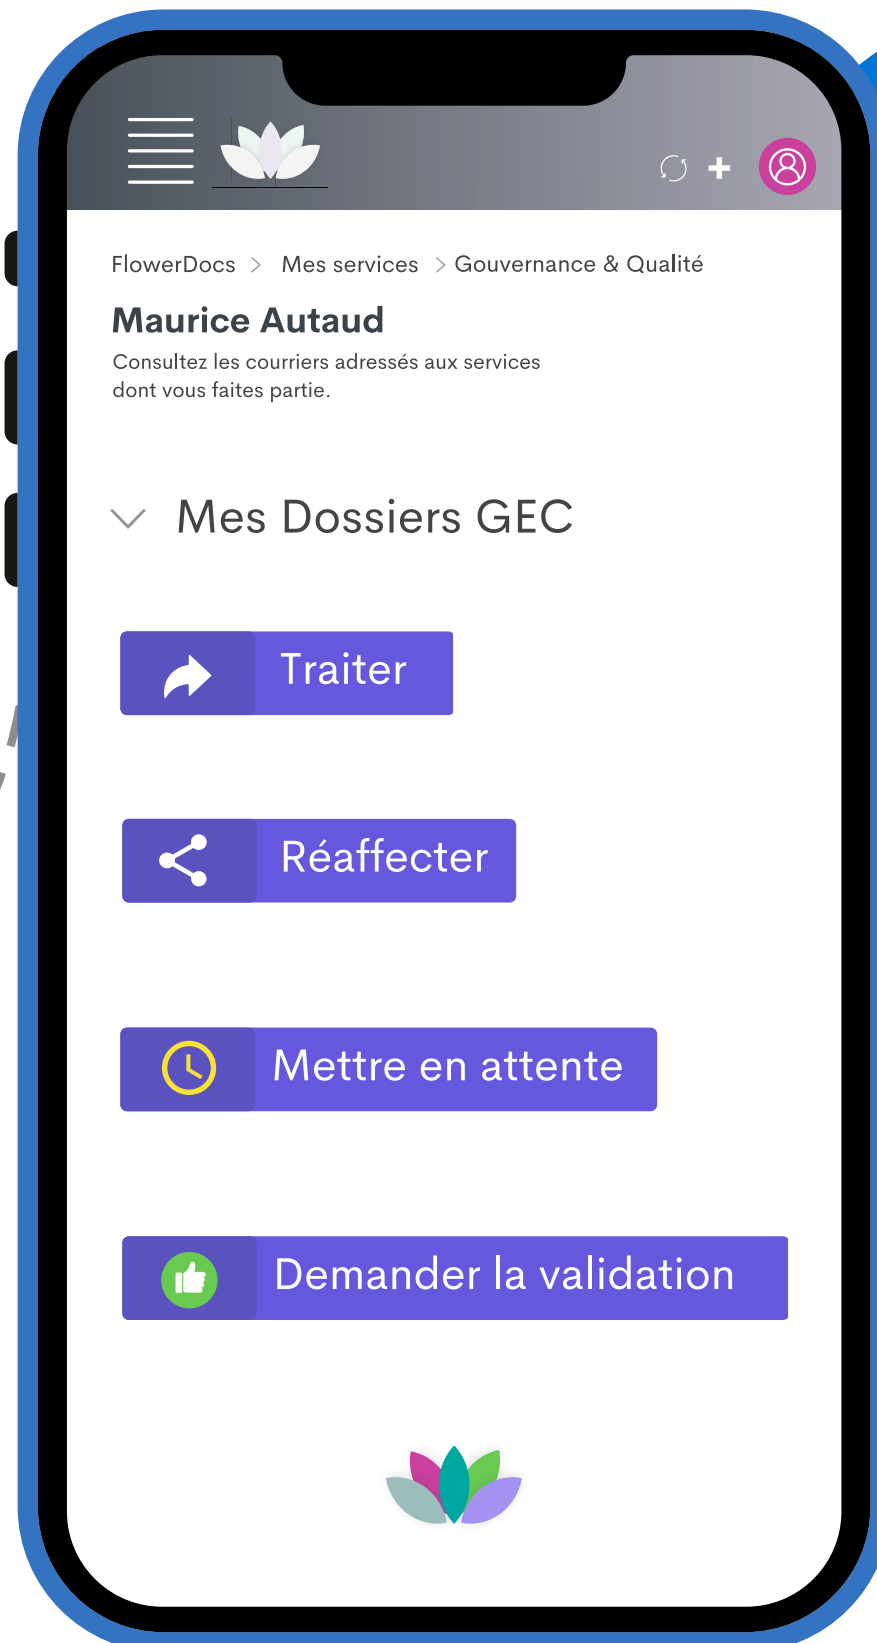 FlowerDocs > Mes services > Gouvernance & Qualité
Maurice Autaud
Consultez les courriers adressés aux services
dont vous faites partie.
Mes Dossiers GEC
Traiter
Réaffecter
Mettre en attente
Demander la validation